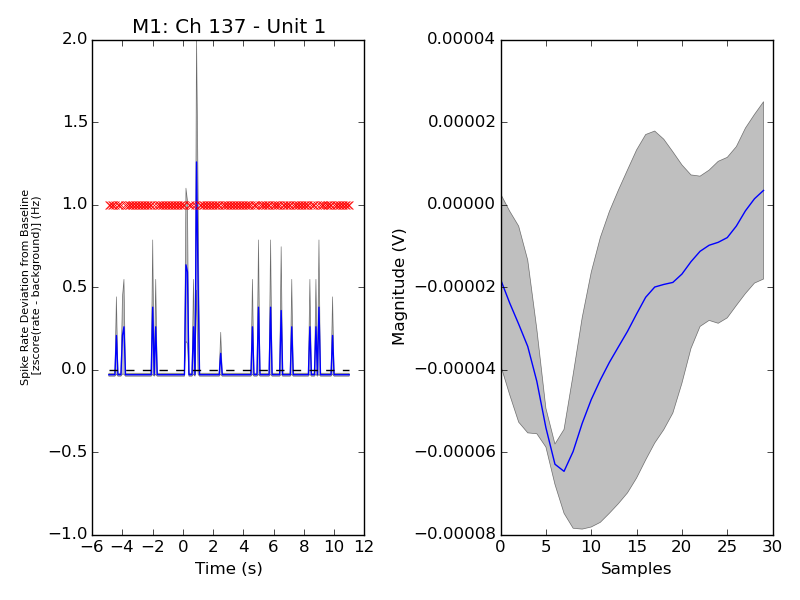 M1: Ch 137 - Unit 1
2.0
1.5
1.0
0.5
0.0
−0.5
−1.0
−6 −4 −2 0 2 4 6 8 10 12
Time (s)
Spike Rate Deviation from Baseline
[zscore(rate - background)] (Hz)
0.00004
0.00002
0.00000
−0.00002
−0.00004
−0.00006
−0.00008
0 5 10 15 20 25 30
Samples
Magnitude (V)